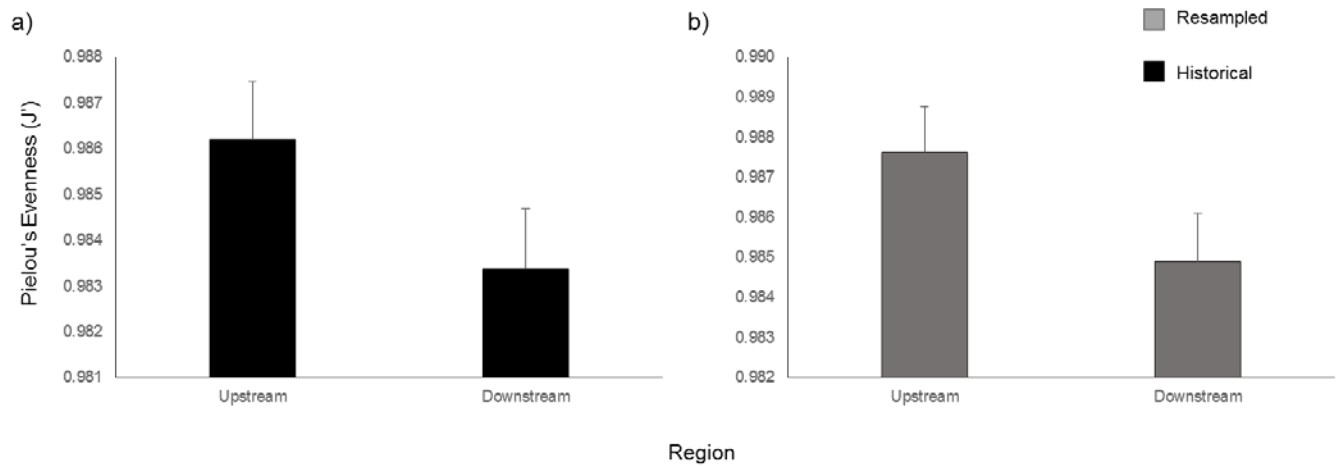 a)
0.988
0.987
0.986
0.985
0.984
0.983
0.982
0.981
Pielou's Evenness (J')
Upstream Downstream
b)
0.990
0.989
0.988
0.987
0.986
0.985
0.984
0.983
0.982
Upstream Downstream
Resampled
Historical
Region